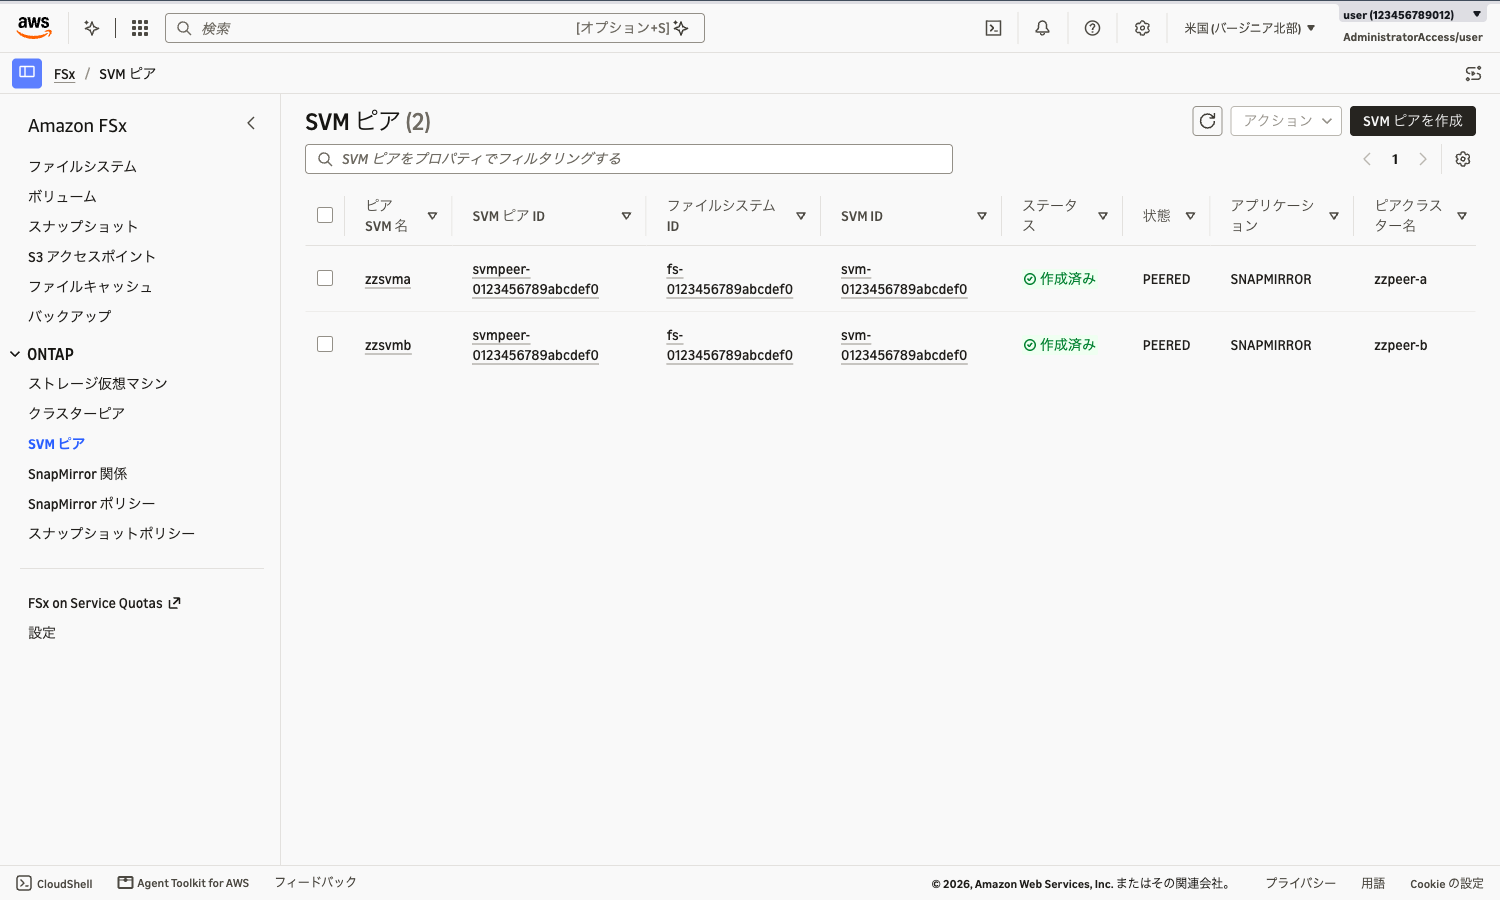 aws
検索
[オプション+S]
米国 (バージニア北部) ▼
user (123456789012) ▼
AdministratorAccess/user
FSx / SVM ピア
Amazon FSx
ファイルシステム
ボリューム
スナップショット
S3 アクセスポイント
ファイルキャッシュ
バックアップ
ONTAP
ストレージ仮想マシン
クラスターピア
SVM ピア
SnapMirror 関係
SnapMirror ポリシー
スナップショットポリシー
FSx on Service Quotas
設定
SVM ピア (2)
アクション
SVM ピアを作成
SVM ピアをプロパティでフィルタリングする
1
ピア
SVM 名
SVM ピア ID
ファイルシステム
ID
SVM ID
ステータ
ス
状態
アプリケーシ
ョン
ピアクラス
ター名
zzsvma
svmpeer-
0123456789abcdef0
fs-
0123456789abcdef0
svm-
0123456789abcdef0
作成済み
PEERED
SNAPMIRROR
zzpeer-a
zzsvmb
svmpeer-
0123456789abcdef0
fs-
0123456789abcdef0
svm-
0123456789abcdef0
作成済み
PEERED
SNAPMIRROR
zzpeer-b
CloudShell
Agent Toolkit for AWS
フィードバック
© 2026, Amazon Web Services, Inc. またはその関連会社。
プライバシー
用語
Cookie の設定